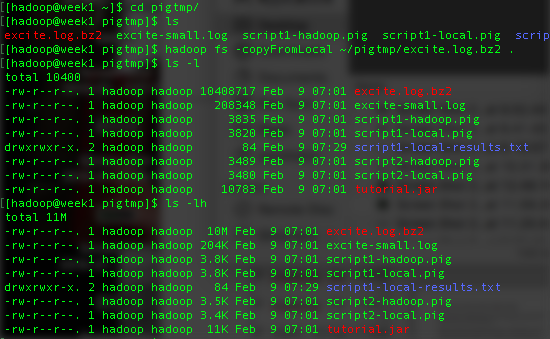 [[hadoop@week1 ~]$ cd pigtmp/
[[hadoop@week1 pigtmp]$ ls
excite.log.bz2  excite-small.log  script1-hadoop.pig  script1-local.pig  scrip
[[hadoop@week1 pigtmp]$ hadoop fs -copyFromLocal ~/pigtmp/excite.log.bz2 .
[[hadoop@week1 pigtmp]$ ls -l
total 10400
-rw-r--r--. 1 hadoop hadoop 10408717 Feb  9 07:01 excite.log.bz2
-rw-r--r--. 1 hadoop hadoop   208348 Feb  9 07:01 excite-small.log
-rw-r--r--. 1 hadoop hadoop     3835 Feb  9 07:01 script1-hadoop.pig
-rw-r--r--. 1 hadoop hadoop     3820 Feb  9 07:01 script1-local.pig
drwxrwxr-x. 2 hadoop hadoop       84 Feb  9 07:29 script1-local-results.txt
-rw-r--r--. 1 hadoop hadoop     3489 Feb  9 07:01 script2-hadoop.pig
-rw-r--r--. 1 hadoop hadoop     3480 Feb  9 07:01 script2-local.pig
-rw-r--r--. 1 hadoop hadoop    10783 Feb  9 07:01 tutorial.jar
[[hadoop@week1 pigtmp]$ ls -lh
total 11M
-rw-r--r--. 1 hadoop hadoop  10M Feb  9 07:01 excite.log.bz2
-rw-r--r--. 1 hadoop hadoop 204K Feb  9 07:01 excite-small.log
-rw-r--r--. 1 hadoop hadoop 3.8K Feb  9 07:01 script1-hadoop.pig
-rw-r--r--. 1 hadoop hadoop 3.8K Feb  9 07:01 script1-local.pig
drwxrwxr-x. 2 hadoop hadoop   84 Feb  9 07:29 script1-local-results.txt
-rw-r--r--. 1 hadoop hadoop 3.5K Feb  9 07:01 script2-hadoop.pig
-rw-r--r--. 1 hadoop hadoop 3.4K Feb  9 07:01 script2-local.pig
-rw-r--r--. 1 hadoop hadoop  11K Feb  9 07:01 tutorial.jar